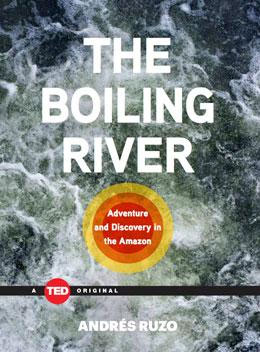 THE
BOILING
RIVER
Adventure
and Discovery in
the Amazon
A TED ORIGINAL
ANDRÉS RUZO